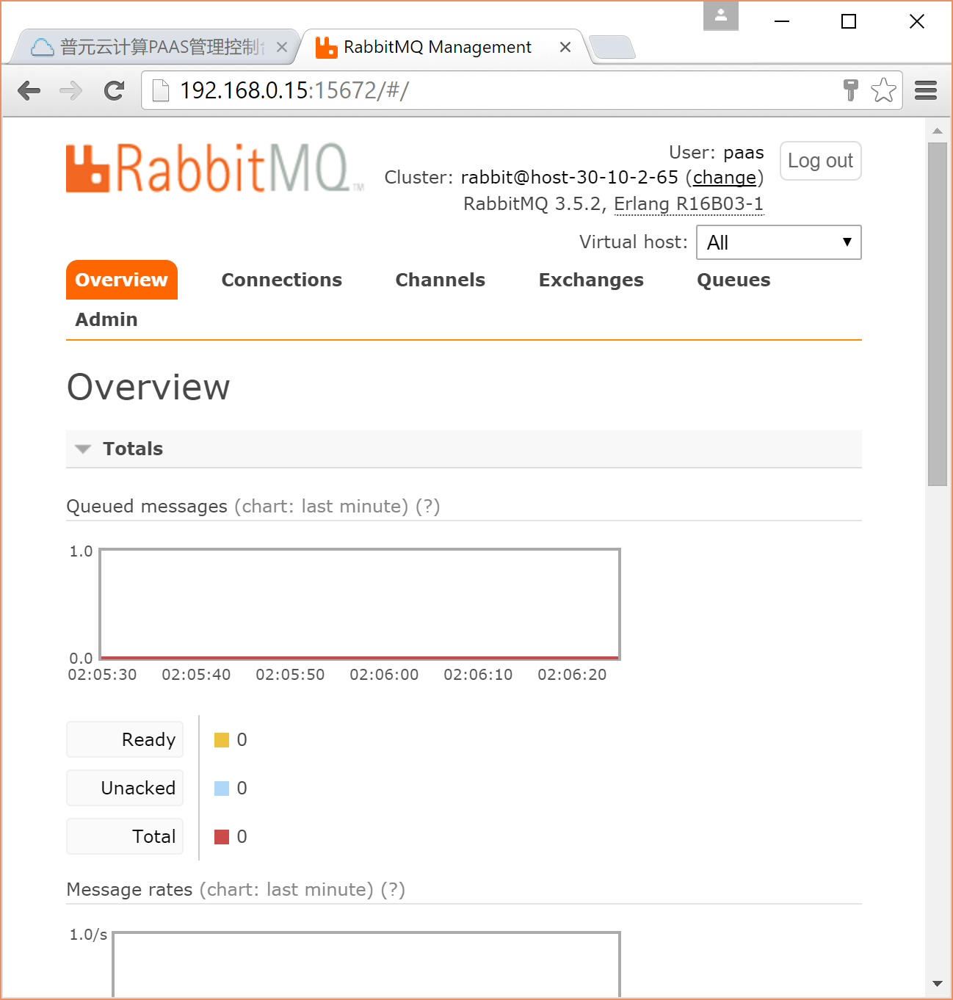 普元云计算PAAS管理控制
RabbitMQ Management
192.168.0.15:15672/#/
RabbitMQ™
User: paas
Log out
Cluster: rabbit@host-30-10-2-65 (change)
RabbitMQ 3.5.2, Erlang R16B03-1
Virtual host: All
Overview Connections Channels Exchanges Queues
Admin
Overview
Totals
Queued messages (chart: last minute) (?)
1.0
0.0
02:05:30 02:05:40 02:05:50 02:06:00 02:06:10 02:06:20
Ready 0
Unacked 0
Total 0
Message rates (chart: last minute) (?)
1.0/s